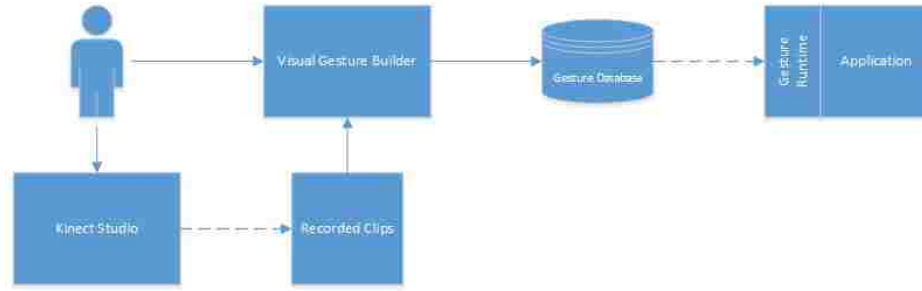 Visual Gesture Builder
Gesture Database
Gesture
Runtime
Application
Kinect Studio
Recorded Clips